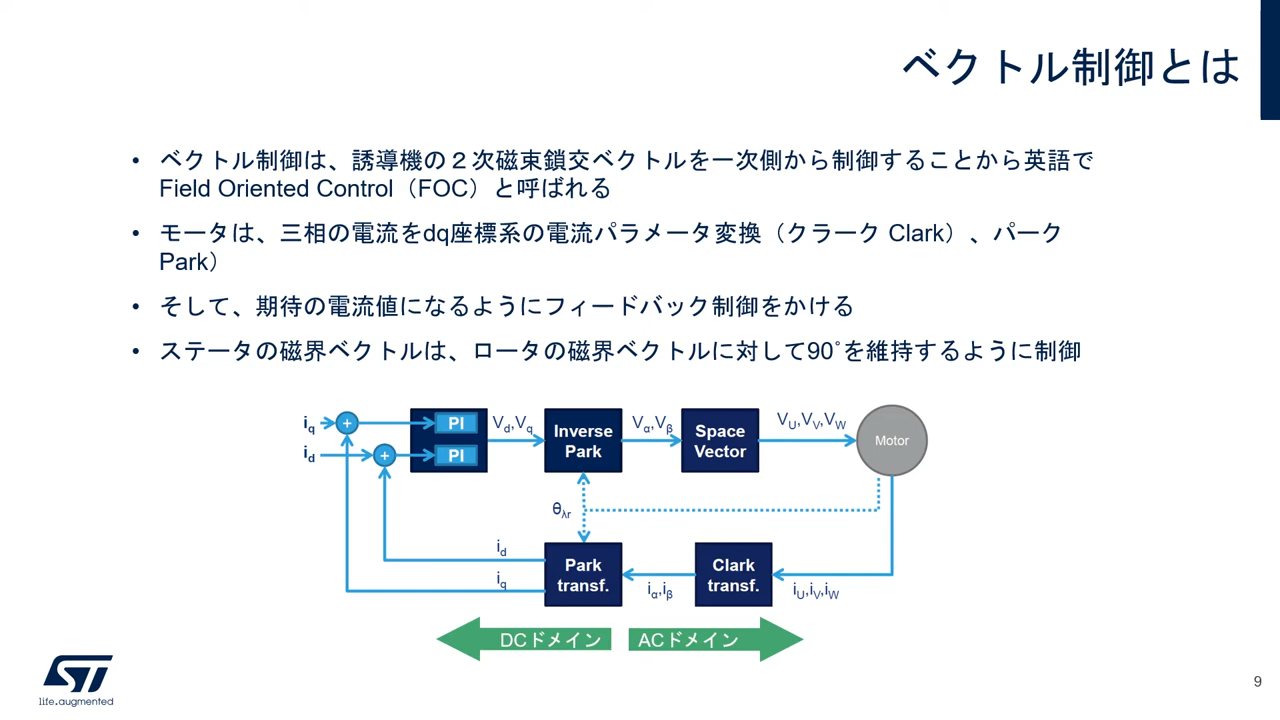 ベクトル制御とは
• ベクトル制御は、誘導機の２次磁束鎖交ベクトルを一次側から制御することから英語で
Field Oriented Control（FOC）と呼ばれる
• モータは、三相の電流をdq座標系の電流パラメータ変換（クラーク Clark）、パーク
Park）
• そして、期待の電流値になるようにフィードバック制御をかける
• ステータの磁界ベクトルは、ロータの磁界ベクトルに対して90°を維持するように制御
iq
+
PI
Vd,Vq
Inverse
Park
Vα,Vβ
Space
Vector
VU,VV,VW
Motor
id
+
PI
θλr
id
iq
Park
transf.
iα,iβ
Clark
transf.
iU,iV,iW
DCドメイン
ACドメイン
ST
life.augmented
9